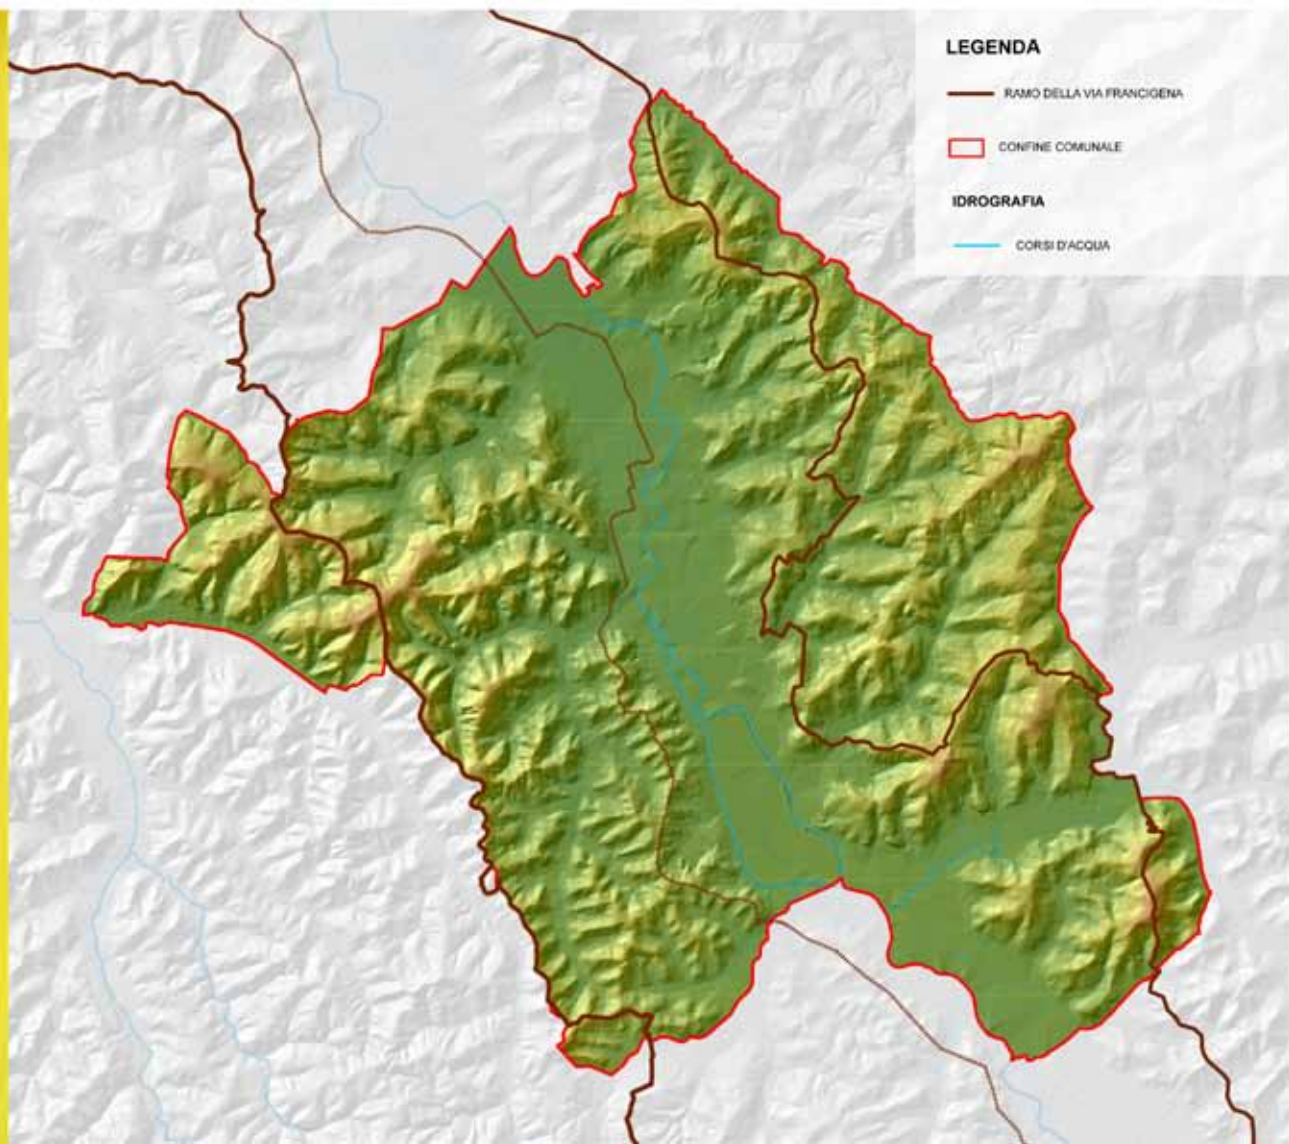 LEGENDA
RAMO DELLA VIA FRANCIGENA
CONFINE COMUNALE
IDROGRAFIA
CORSI D'ACQUA